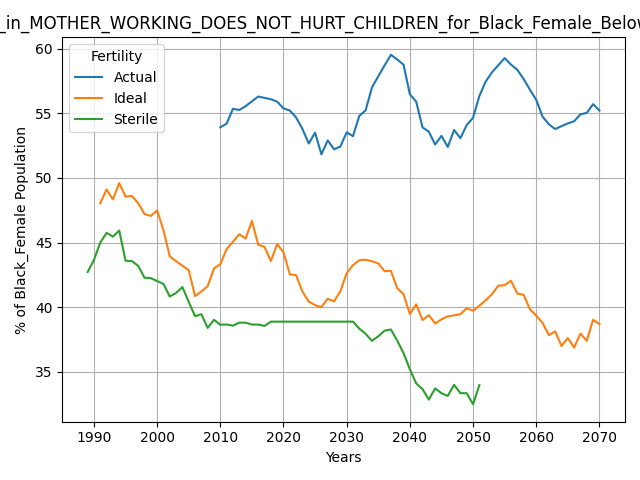 _in_MOTHER_WORKING_DOES_NOT_HURT_CHILDREN_for_Black_Female_Below
Fertility
Actual
Ideal
Sterile
% of Black_Female Population
60
55
50
45
40
35
1990 2000 2010 2020 2030 2040 2050 2060 2070
Years